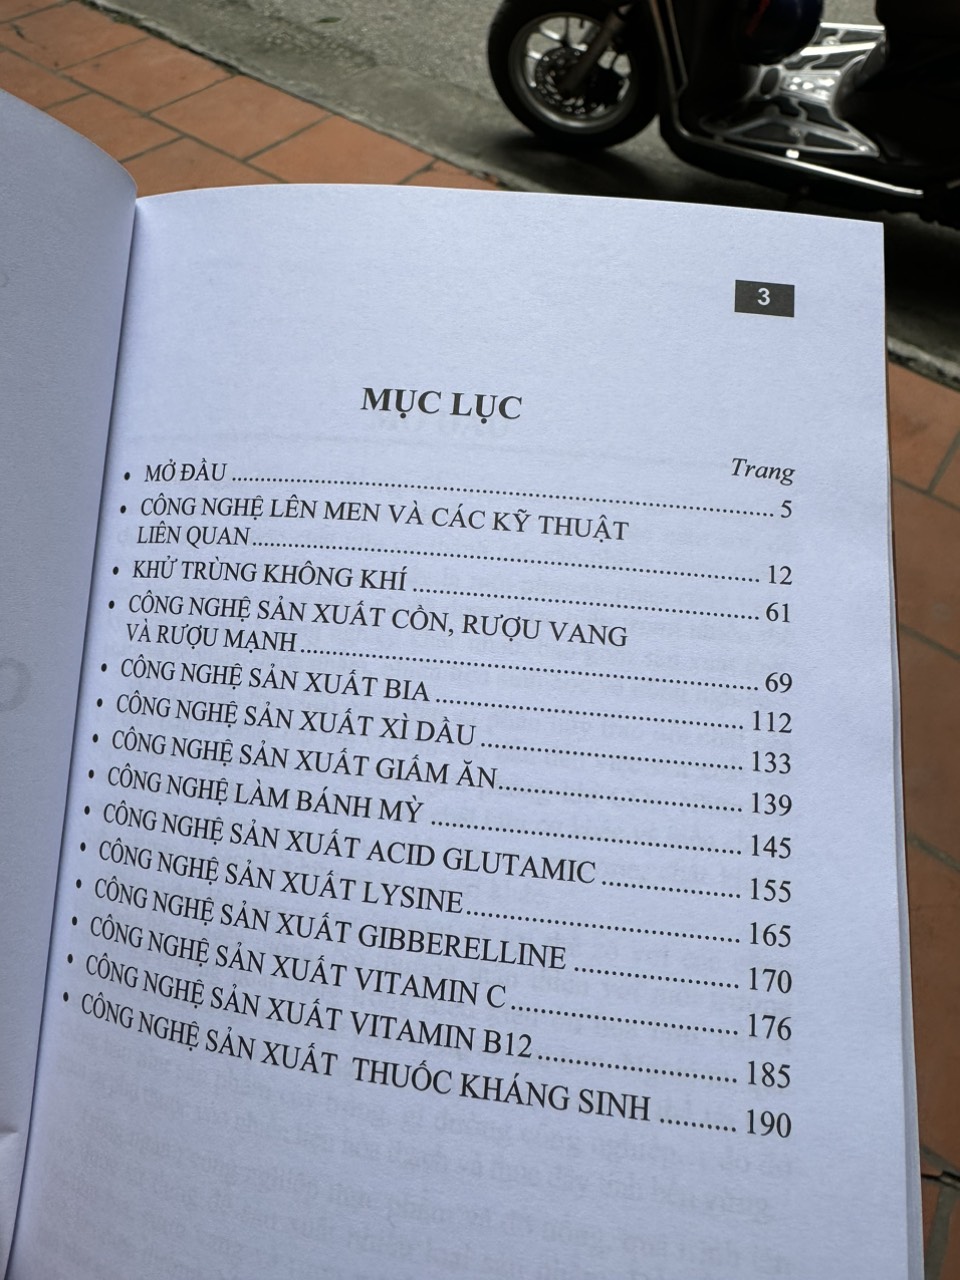 3
MỤC LỤC
Trang
• MỞ ĐẦU ........................................................................ 5
• CÔNG NGHỆ LÊN MEN VÀ CÁC KỸ THUẬT
LIÊN QUAN.................................................................... 12
• KHỬ TRÙNG KHÔNG KHÍ ................................................ 61
• CÔNG NGHỆ SẢN XUẤT CỒN, RƯỢU VANG
VÀ RƯỢU MẠNH............................................................ 69
• CÔNG NGHỆ SẢN XUẤT BIA .......................................... 112
• CÔNG NGHỆ SẢN XUẤT XÌ DẦU .................................... 133
• CÔNG NGHỆ SẢN XUẤT GIẤM ĂN................................. 139
• CÔNG NGHỆ LÀM BÁNH MỲ .......................................... 145
• CÔNG NGHỆ SẢN XUẤT ACID GLUTAMIC .................. 155
• CÔNG NGHỆ SẢN XUẤT LYSINE.................................... 165
• CÔNG NGHỆ SẢN XUẤT GIBBERELLINE ..................... 170
• CÔNG NGHỆ SẢN XUẤT VITAMIN C.............................. 176
• CÔNG NGHỆ SẢN XUẤT VITAMIN B12.......................... 185
• CÔNG NGHỆ SẢN XUẤT THUỐC KHÁNG SINH .......... 190